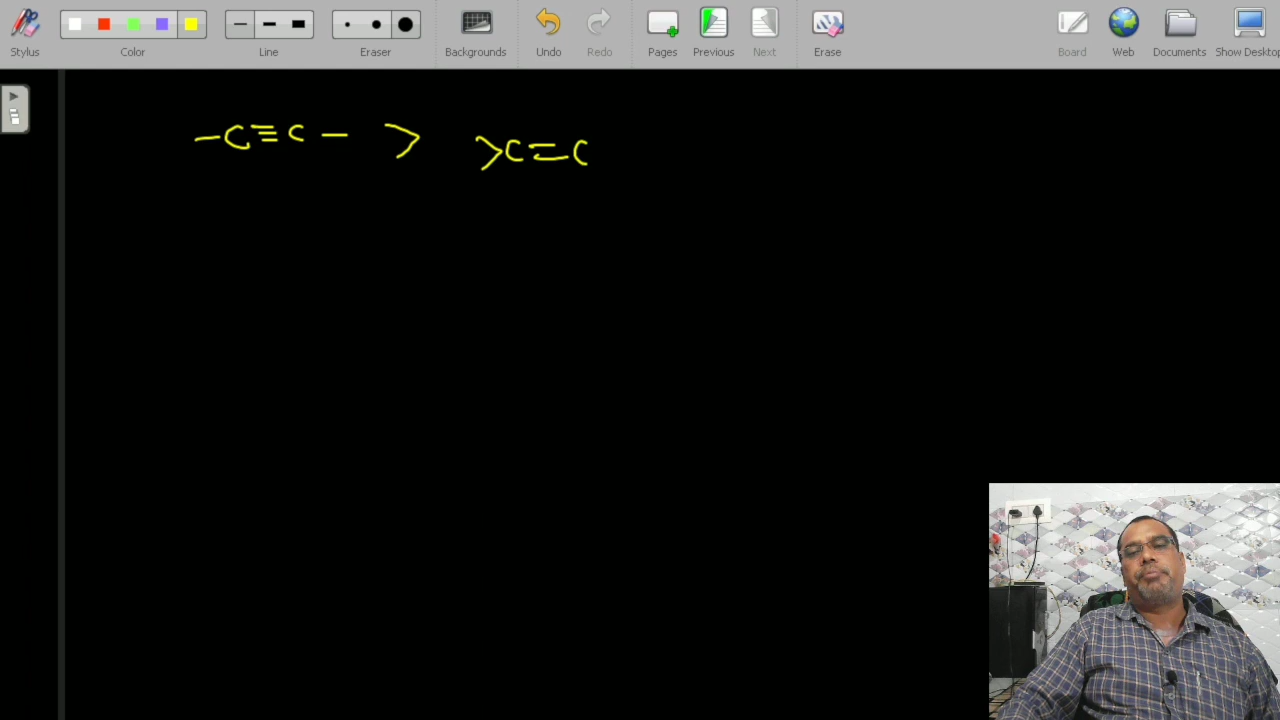 Stylus Color Line Eraser Backgrounds Undo Redo Pages Previous Next Erase Board Web Documents Show Desktop
-C≡C- > >C=C